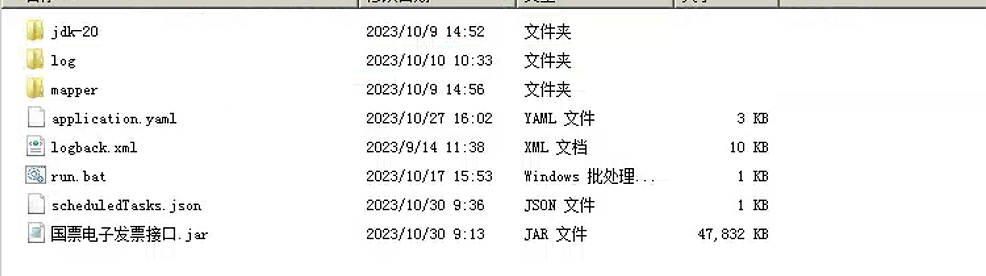 jdk-20 2023/10/9 14:52 文件夹
log 2023/10/10 10:33 文件夹
mapper 2023/10/9 14:56 文件夹
application.yaml 2023/10/27 16:02 YAML 文件 3 KB
logback.xml 2023/9/14 11:38 XML 文档 10 KB
run.bat 2023/10/17 15:53 Windows 批处理... 1 KB
scheduledTasks.json 2023/10/30 9:36 JSON 文件 1 KB
国票电子发票接口.jar 2023/10/30 9:13 JAR 文件 47,832 KB